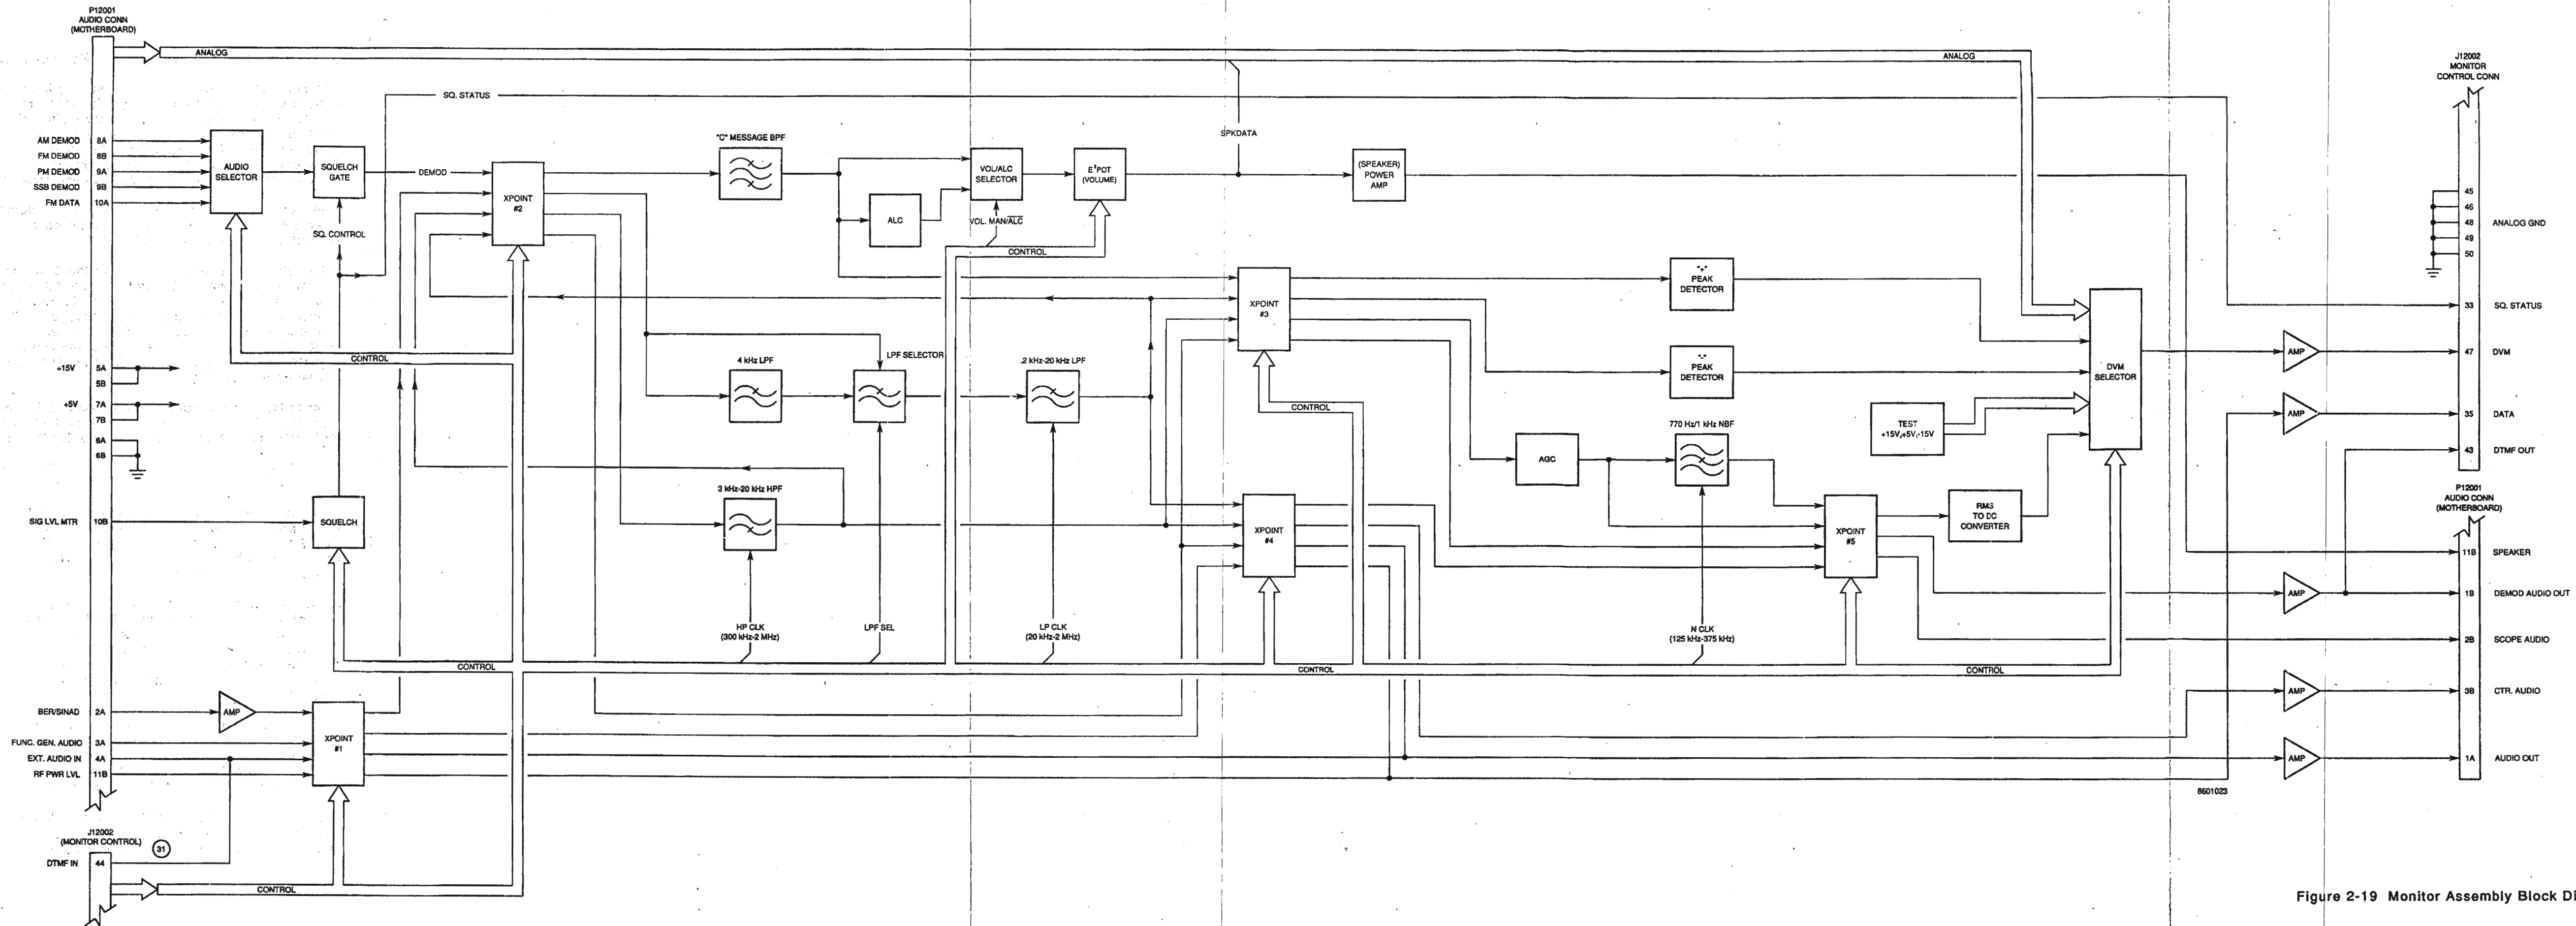 P12001
AUDIO CONN
(MOTHERBOARD)
ANALOG
ANALOG
J12002
MONITOR
CONTROL CONN
SQ. STATUS
AM DEMOD 8A
FM DEMOD 8B
PM DEMOD 9A
SSB DEMOD 9B
FM DATA 10A
AUDIO
SELECTOR
SQUELCH
GATE
DEMOD
XPOINT
#2
"C" MESSAGE BPF
ALC
VOL/ALC
SELECTOR
VOL. MAN/ALC
E²POT
(VOLUME)
SPKDATA
(SPEAKER)
POWER
AMP
SQ. CONTROL
CONTROL
45
46
48 ANALOG GND
49
50
XPOINT
#3
"+"
PEAK
DETECTOR
"-"
PEAK
DETECTOR
33 SQ. STATUS
AMP
47 DVM
DVM
SELECTOR
AMP
35 DATA
43 DTMF OUT
CONTROL
+15V 5A
5B
+5V 7A
7B
6A
6B
4 kHz LPF
LPF SELECTOR
.2 kHz-20 kHz LPF
CONTROL
TEST
+15V,+5V,-15V
AGC
770 Hz/1 kHz NBF
3 kHz-20 kHz HPF
SIG LVL MTR 10B
SQUELCH
XPOINT
#4
XPOINT
#5
RMS
TO DC
CONVERTER
P12001
AUDIO CONN
(MOTHERBOARD)
11B SPEAKER
AMP
1B DEMOD AUDIO OUT
2B SCOPE AUDIO
HP CLK
(300 kHz-2 MHz)
LPF SEL
LP CLK
(20 kHz-2 MHz)
N CLK
(125 kHz-375 kHz)
CONTROL
CONTROL
CONTROL
AMP
3B CTR. AUDIO
BER/SINAD 2A
AMP
FUNC. GEN. AUDIO 3A
EXT. AUDIO IN 4A
RF PWR LVL 11B
XPOINT
#1
AMP
1A AUDIO OUT
8601023
J12002
(MONITOR CONTROL)
31
DTMF IN 44
CONTROL
Figure 2-19 Monitor Assembly Block Di